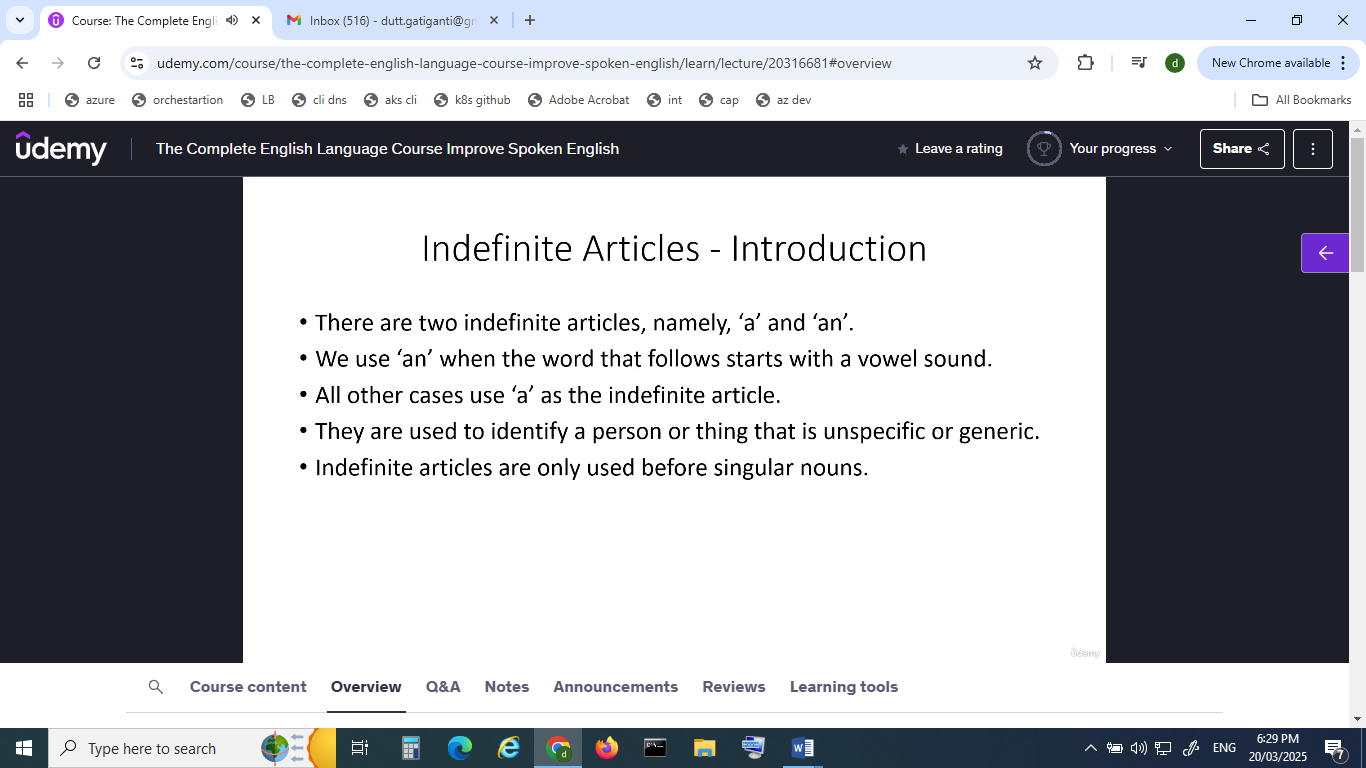 Course: The Complete Engli
Inbox (516) - dutt.gatiganti@gm
udemy.com/course/the-complete-english-language-course-improve-spoken-english/learn/lecture/20316681#overview
d
New Chrome available
azure
orchestartion
LB
cli dns
aks cli
k8s github
Adobe Acrobat
int
cap
az dev
All Bookmarks
udemy
The Complete English Language Course Improve Spoken English
Leave a rating
Your progress
Share
Indefinite Articles - Introduction
• There are two indefinite articles, namely, ‘a’ and ‘an’.
• We use ‘an’ when the word that follows starts with a vowel sound.
• All other cases use ‘a’ as the indefinite article.
• They are used to identify a person or thing that is unspecific or generic.
• Indefinite articles are only used before singular nouns.
udemy
Course content
Overview
Q&A
Notes
Announcements
Reviews
Learning tools
Type here to search
ENG
6:29 PM
20/03/2025
7